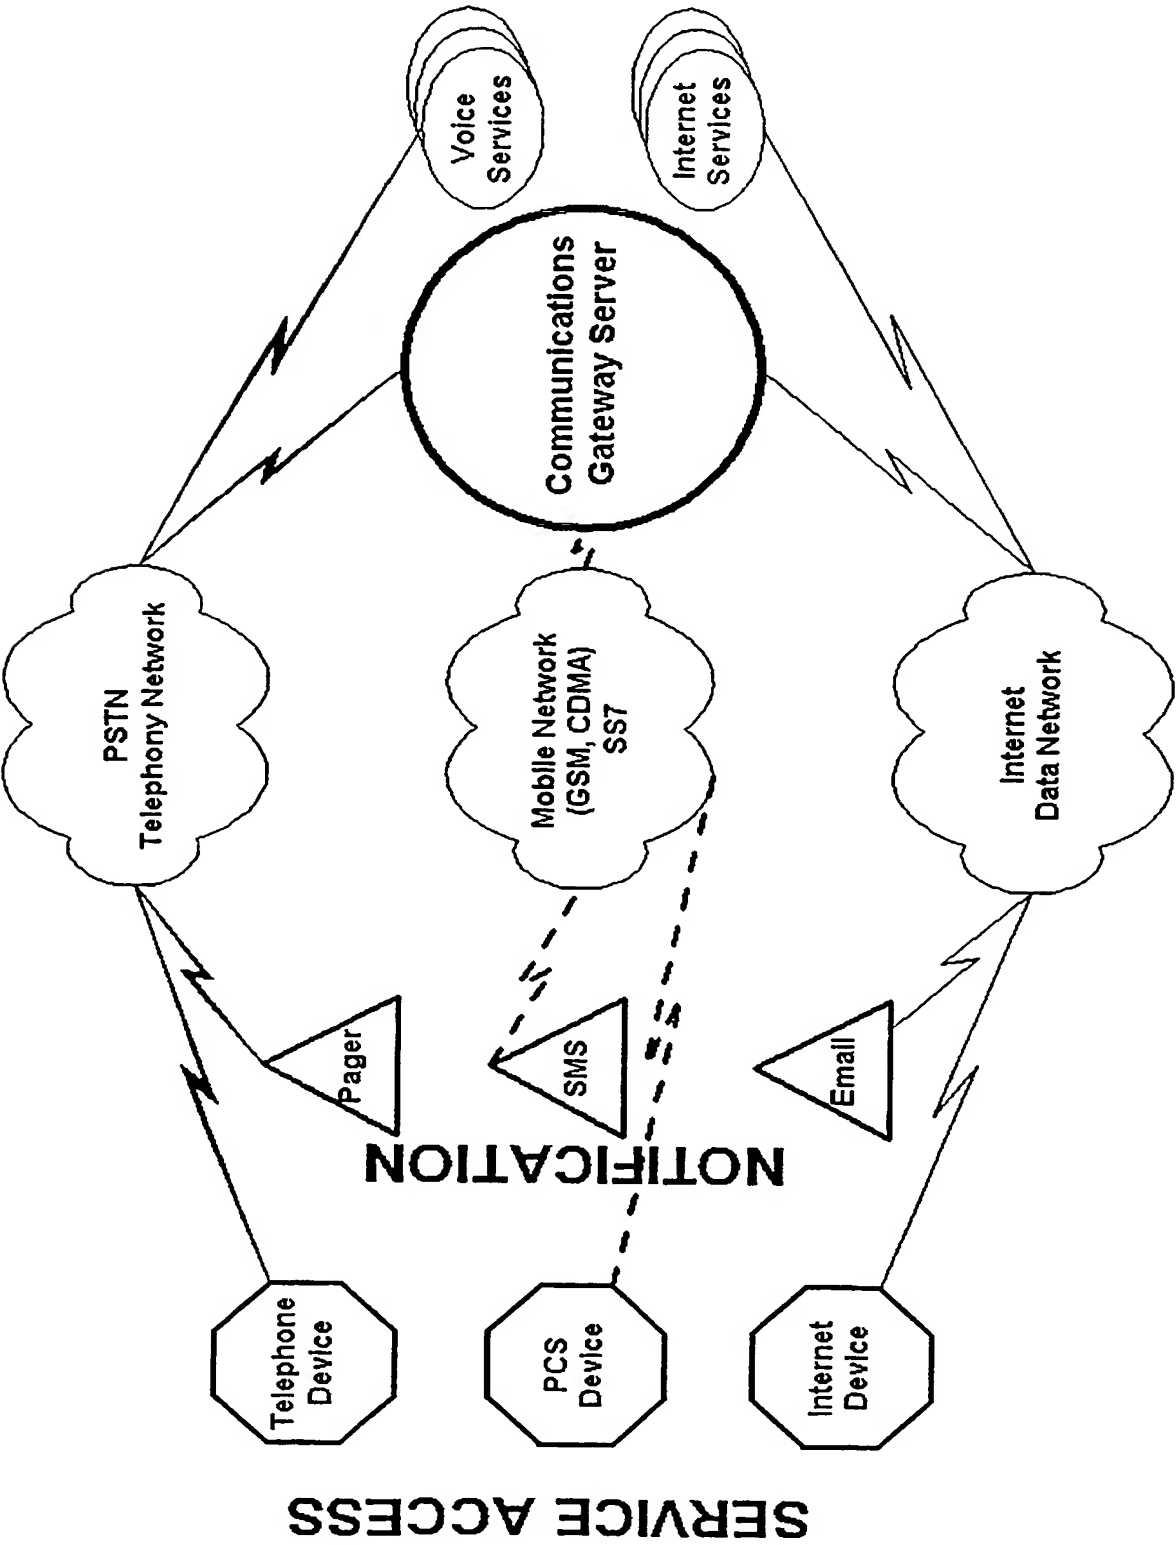 SERVICE ACCESS
NOTIFICATION
Telephone
Device
PCS
Device
Internet
Device
Pager
SMS
Email
PSTN
Telephony Network
Mobile Network
(GSM, CDMA)
SS7
Internet
Data Network
Communications
Gateway Server
Voice
Services
Internet
Services